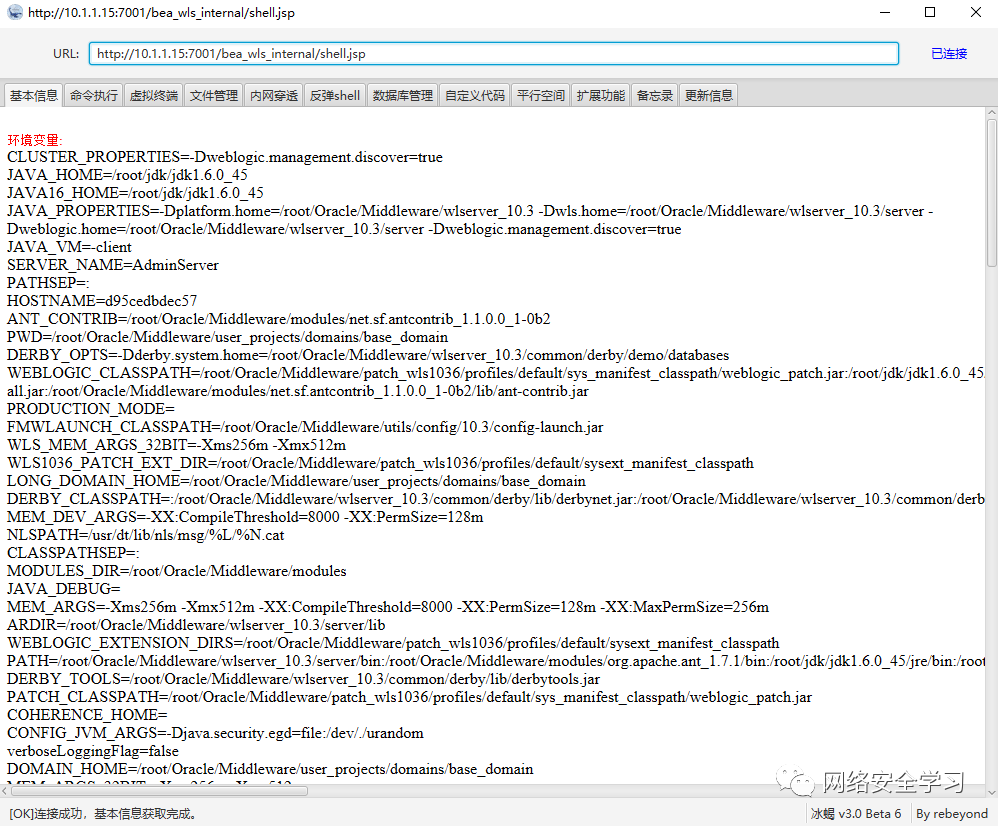 http://10.1.1.15:7001/bea_wls_internal/shell.jsp
URL: http://10.1.1.15:7001/bea_wls_internal/shell.jsp 已连接
基本信息 命令执行 虚拟终端 文件管理 内网穿透 反弹shell 数据库管理 自定义代码 平行空间 扩展功能 备忘录 更新信息
环境变量:
CLUSTER_PROPERTIES=-Dweblogic.management.discover=true
JAVA_HOME=/root/jdk/jdk1.6.0_45
JAVA16_HOME=/root/jdk/jdk1.6.0_45
JAVA_PROPERTIES=-Dplatform.home=/root/Oracle/Middleware/wlserver_10.3 -Dwls.home=/root/Oracle/Middleware/wlserver_10.3/server -
Dweblogic.home=/root/Oracle/Middleware/wlserver_10.3/server -Dweblogic.management.discover=true
JAVA_VM=-client
SERVER_NAME=AdminServer
PATHSEP=:
HOSTNAME=d95cedbdec57
ANT_CONTRIB=/root/Oracle/Middleware/modules/net.sf.antcontrib_1.1.0.0_1-0b2
PWD=/root/Oracle/Middleware/user_projects/domains/base_domain
DERBY_OPTS=-Dderby.system.home=/root/Oracle/Middleware/wlserver_10.3/common/derby/demo/databases
WEBLOGIC_CLASSPATH=/root/Oracle/Middleware/patch_wls1036/profiles/default/sys_manifest_classpath/weblogic_patch.jar:/root/jdk/jdk1.6.0_45
all.jar:/root/Oracle/Middleware/modules/net.sf.antcontrib_1.1.0.0_1-0b2/lib/ant-contrib.jar
PRODUCTION_MODE=
FMWLAUNCH_CLASSPATH=/root/Oracle/Middleware/utils/config/10.3/config-launch.jar
WLS_MEM_ARGS_32BIT=-Xms256m -Xmx512m
WLS1036_PATCH_EXT_DIR=/root/Oracle/Middleware/patch_wls1036/profiles/default/sysext_manifest_classpath
LONG_DOMAIN_HOME=/root/Oracle/Middleware/user_projects/domains/base_domain
DERBY_CLASSPATH=:/root/Oracle/Middleware/wlserver_10.3/common/derby/lib/derbynet.jar:/root/Oracle/Middleware/wlserver_10.3/common/derb
MEM_DEV_ARGS=-XX:CompileThreshold=8000 -XX:PermSize=128m
NLSPATH=/usr/dt/lib/nls/msg/%L/%N.cat
CLASSPATHSEP=:
MODULES_DIR=/root/Oracle/Middleware/modules
JAVA_DEBUG=
MEM_ARGS=-Xms256m -Xmx512m -XX:CompileThreshold=8000 -XX:PermSize=128m -XX:MaxPermSize=256m
ARDIR=/root/Oracle/Middleware/wlserver_10.3/server/lib
WEBLOGIC_EXTENSION_DIRS=/root/Oracle/Middleware/patch_wls1036/profiles/default/sysext_manifest_classpath
PATH=/root/Oracle/Middleware/wlserver_10.3/server/bin:/root/Oracle/Middleware/modules/org.apache.ant_1.7.1/bin:/root/jdk/jdk1.6.0_45/jre/bin:/root
DERBY_TOOLS=/root/Oracle/Middleware/wlserver_10.3/common/derby/lib/derbytools.jar
PATCH_CLASSPATH=/root/Oracle/Middleware/patch_wls1036/profiles/default/sys_manifest_classpath/weblogic_patch.jar
COHERENCE_HOME=
CONFIG_JVM_ARGS=-Djava.security.egd=file:/dev/./urandom
verboseLoggingFlag=false
DOMAIN_HOME=/root/Oracle/Middleware/user_projects/domains/base_domain
网络安全学习
[OK]连接成功，基本信息获取完成。 冰蝎 v3.0 Beta 6 By rebeyond